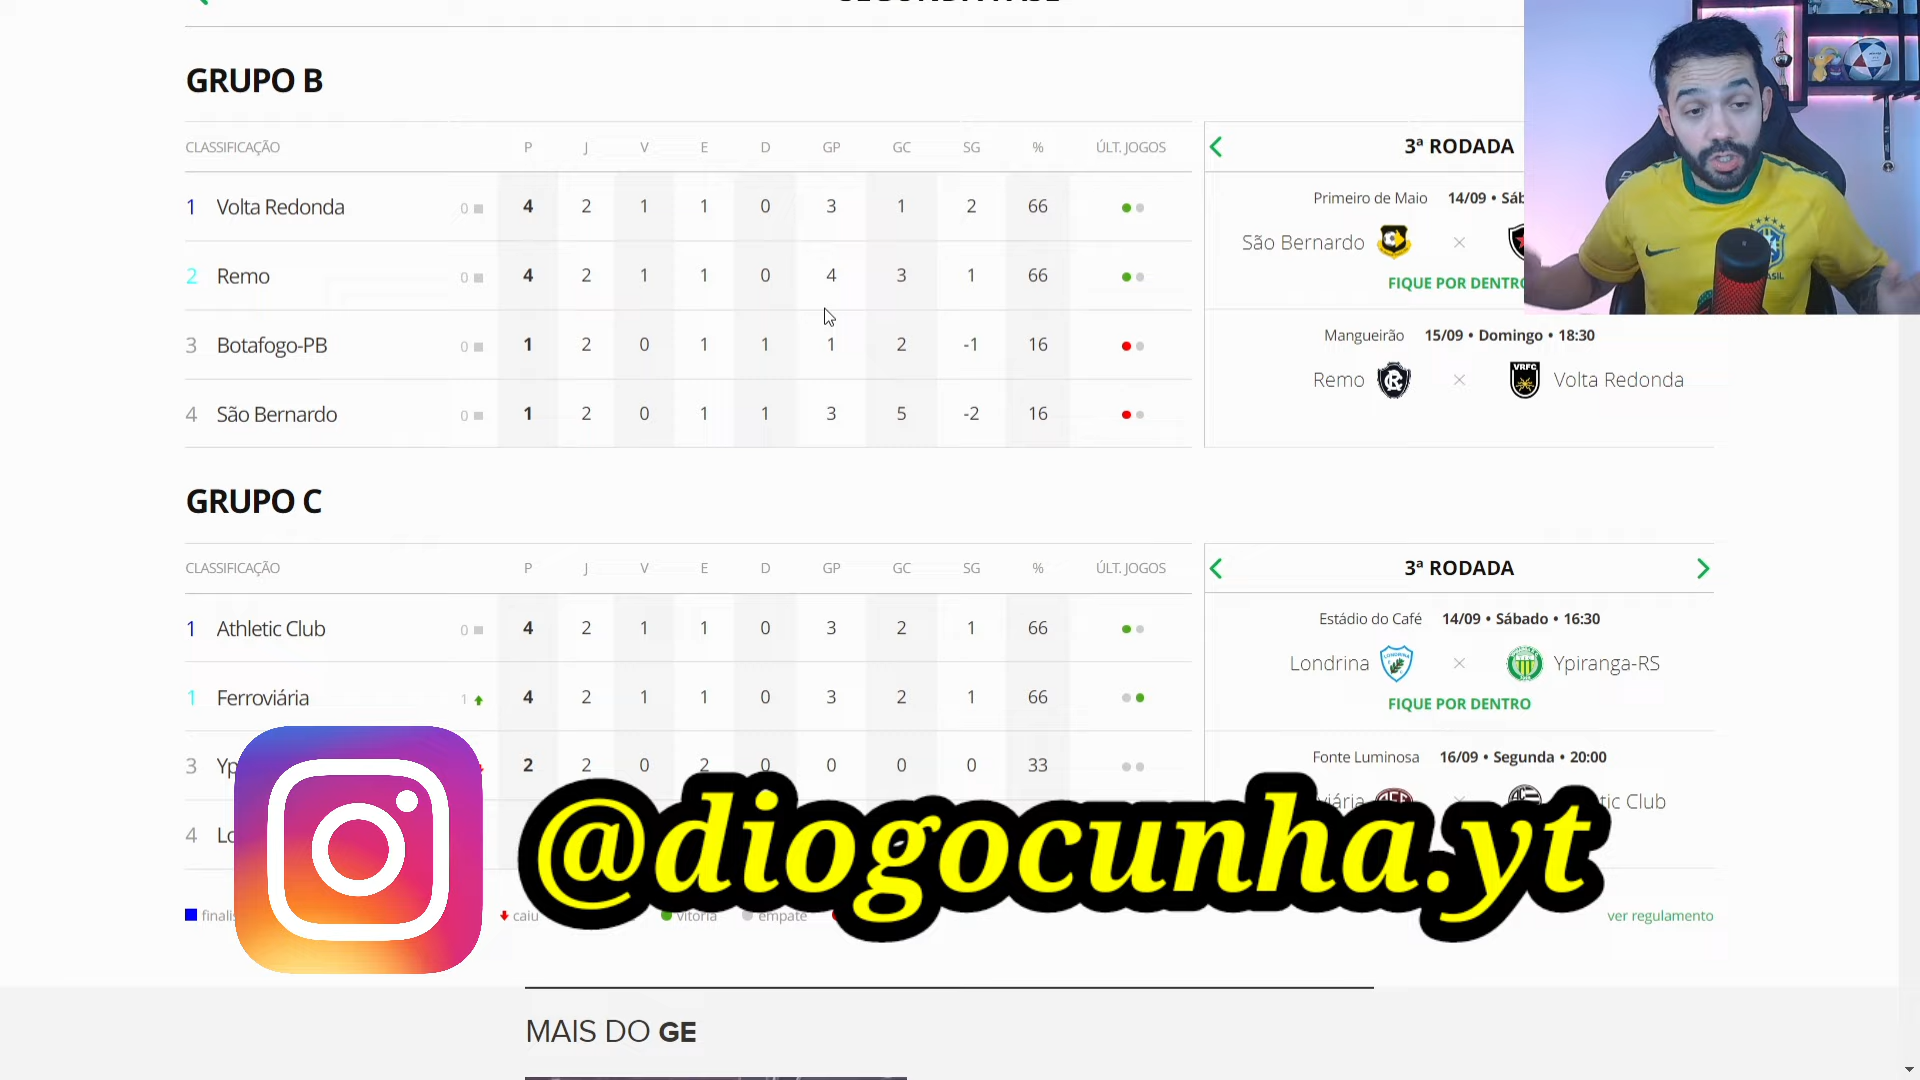 GRUPO B
CLASSIFICAÇÃO P J V E D GP GC SG % ÚLT. JOGOS
1 Volta Redonda 0 4 2 1 1 0 3 1 2 66
2 Remo 0 4 2 1 1 0 4 3 1 66
3 Botafogo-PB 0 1 2 0 1 1 1 2 -1 16
4 São Bernardo 0 1 2 0 1 1 3 5 -2 16
3ª RODADA
Primeiro de Maio 14/09 • Sáb
São Bernardo ×
FIQUE POR DENTRO
Mangueirão 15/09 • Domingo • 18:30
Remo × VRFC Volta Redonda
GRUPO C
CLASSIFICAÇÃO P J V E D GP GC SG % ÚLT. JOGOS
1 Athletic Club 0 4 2 1 1 0 3 2 1 66
1 Ferroviária 1 4 2 1 1 0 3 2 1 66
3 Yp 2 2 0 2 0 0 0 0 33
4 Lo
3ª RODADA
Estádio do Café 14/09 • Sábado • 16:30
Londrina × Ypiranga-RS
FIQUE POR DENTRO
Fonte Luminosa 16/09 • Segunda • 20:00
viária tic Club
@diogocunha.yt
finalis caiu vitória empate
ver regulamento
MAIS DO GE